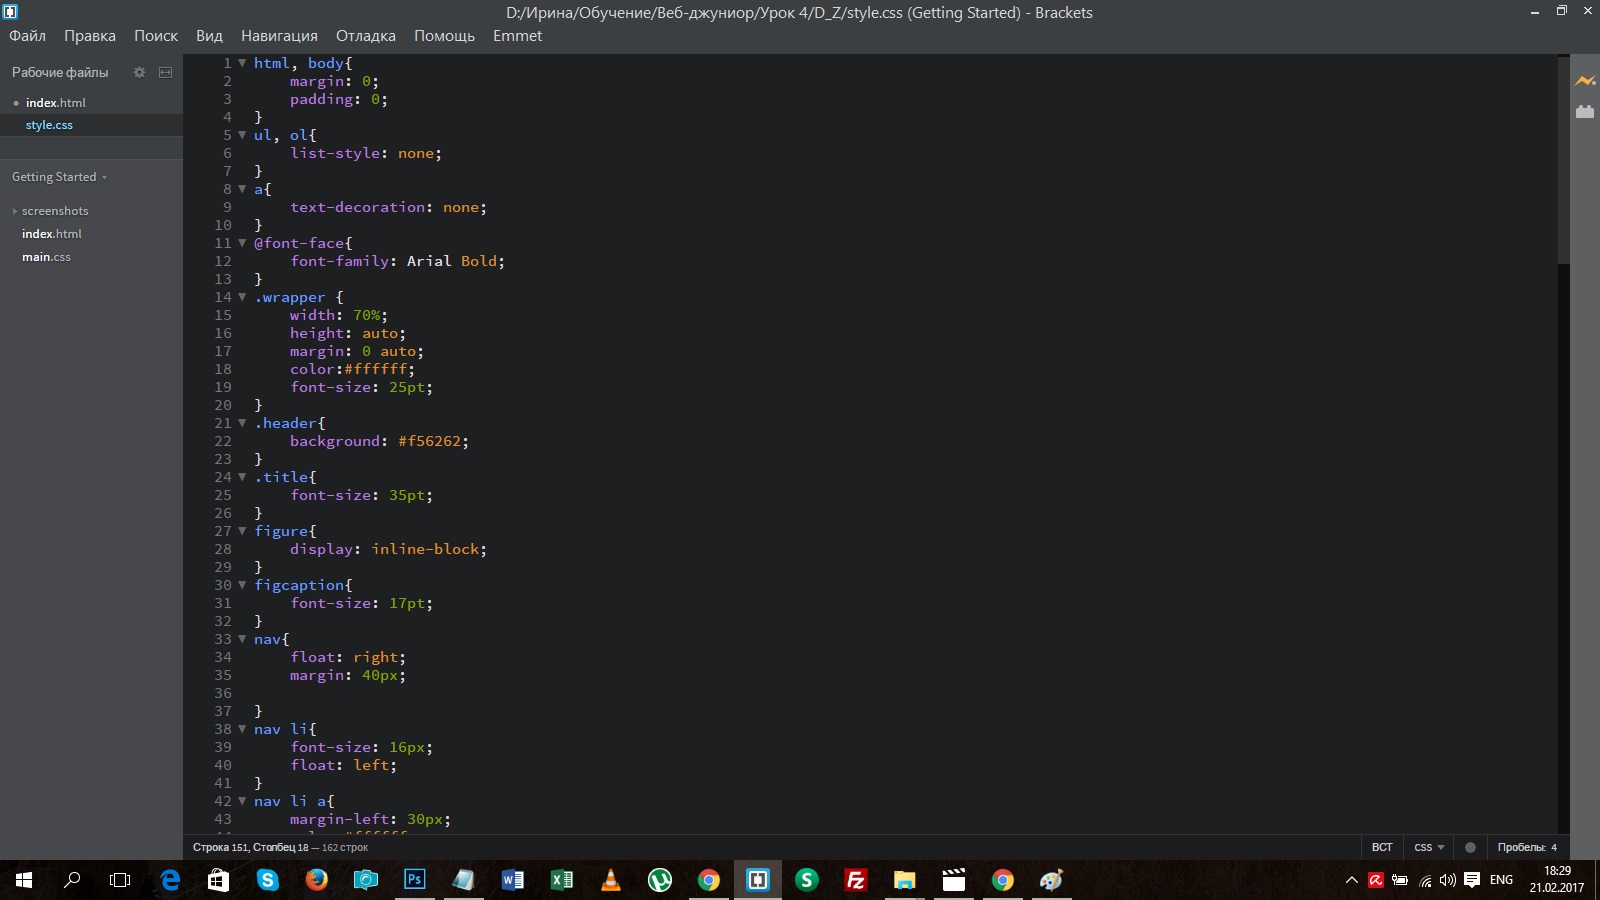 D:/Ирина/Обучение/Веб-джуниор/Урок 4/D_Z/style.css (Getting Started) - Brackets
Файл Правка Поиск Вид Навигация Отладка Помощь Emmet
Рабочие файлы
index.html
style.css
Getting Started
screenshots
index.html
main.css
1 html, body{
2 margin: 0;
3 padding: 0;
4 }
5 ul, ol{
6 list-style: none;
7 }
8 a{
9 text-decoration: none;
10 }
11 @font-face{
12 font-family: Arial Bold;
13 }
14 .wrapper {
15 width: 70%;
16 height: auto;
17 margin: 0 auto;
18 color:#ffffff;
19 font-size: 25pt;
20 }
21 .header{
22 background: #f56262;
23 }
24 .title{
25 font-size: 35pt;
26 }
27 figure{
28 display: inline-block;
29 }
30 figcaption{
31 font-size: 17pt;
32 }
33 nav{
34 float: right;
35 margin: 40px;
36
37 }
38 nav li{
39 font-size: 16px;
40 float: left;
41 }
42 nav li a{
43 margin-left: 30px;
Строка 151, Столбец 18 — 162 строк
ВСТ CSS Пробелы: 4
Ps
ENG
18:29
21.02.2017